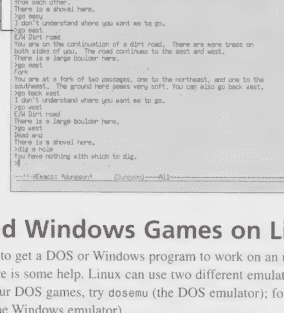 from each other.
There is a shovel here.
>go away
I don't understand where you want me to go.
>go east
E/W Dirt road
You are on the continuation of a dirt road. There are more trees on
both sides of you. The road continues to the east and west.
There is a large boulder here.
>go east
Fork
You are at a fork of two passages, one to the northeast, and one to the
southeast. The ground here seems very soft. You can also go back west.
>go back west
I don't understand where you want me to go.
>go west
E/W Dirt road
There is a large boulder here.
>go west
Dead end
There is a shovel here.
>dig a hole
You have nothing with which to dig.
>
--:**-XEmacs: *dungeon* (Dungeon)----All---
d Windows Games on Li
to get a DOS or Windows program to work on an
re is some help. Linux can use two different emulat
ur DOS games, try dosemu (the DOS emulator); fo
e Windows emulator)